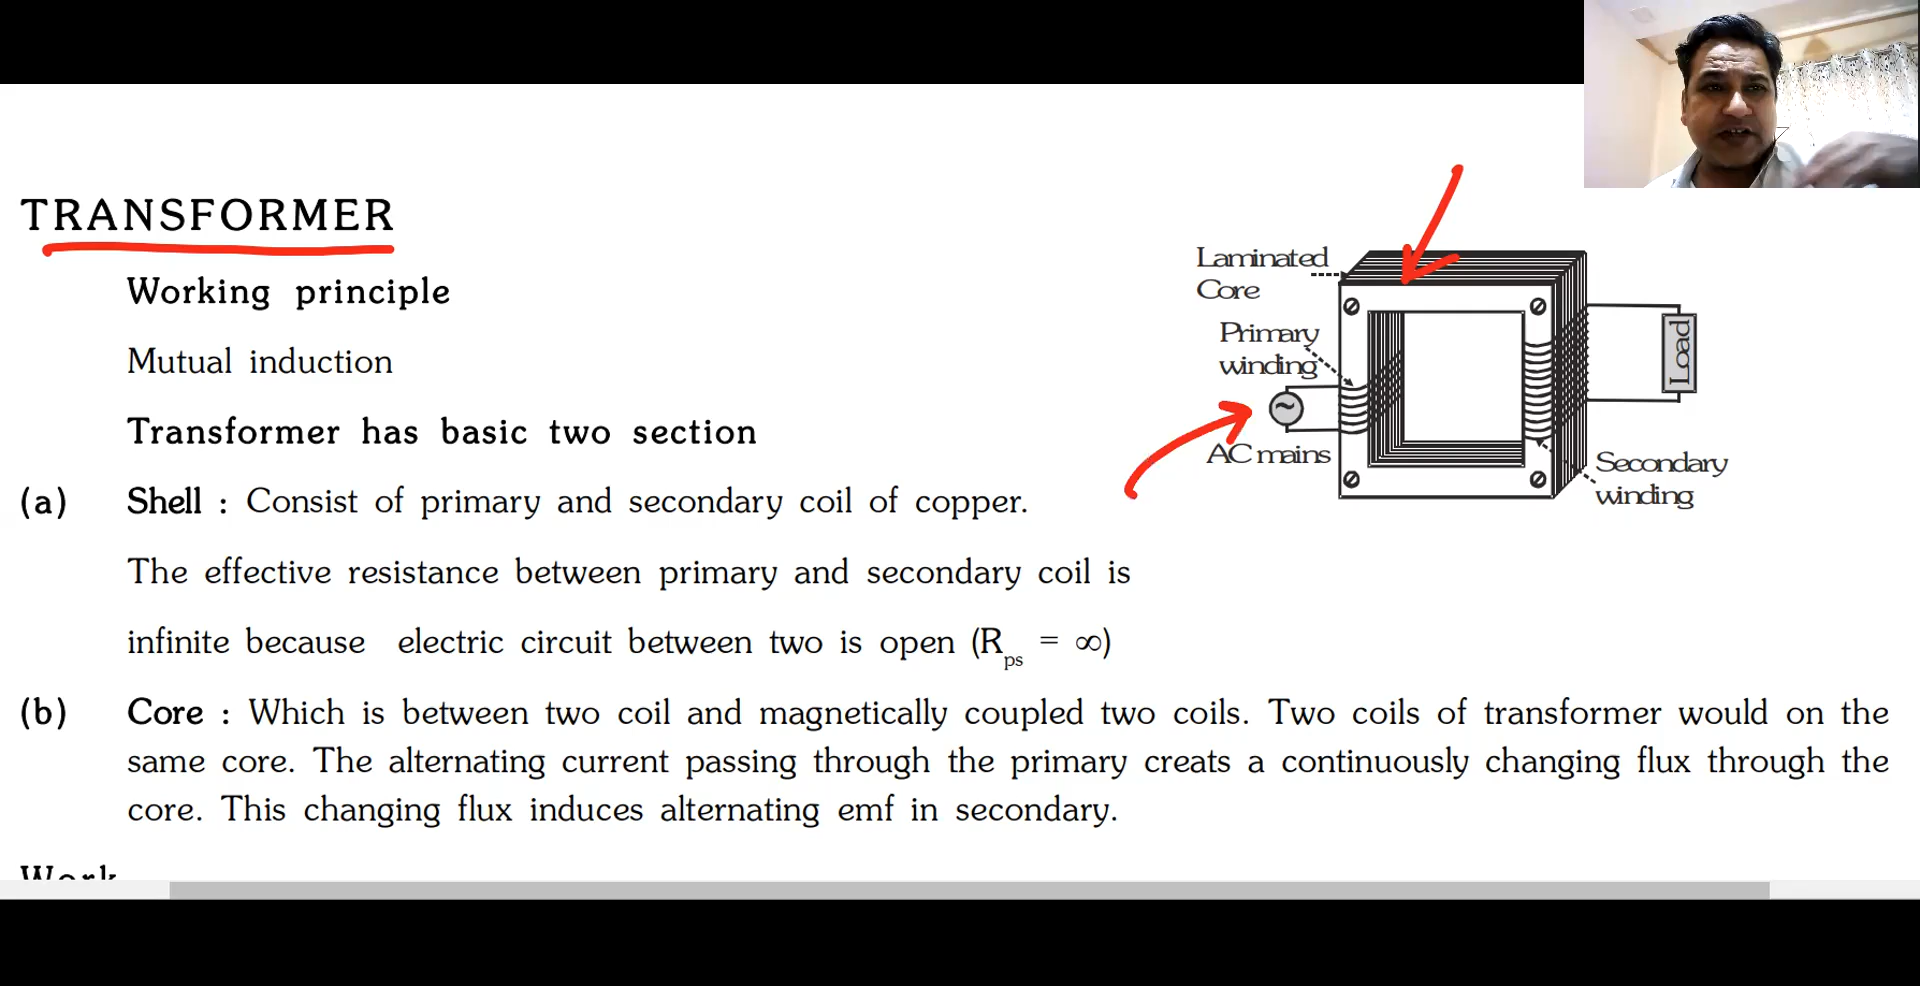 TRANSFORMER
Working principle
Mutual induction
Transformer has basic two section
(a) Shell : Consist of primary and secondary coil of copper.
The effective resistance between primary and secondary coil is
infinite because electric circuit between two is open (Rps = ∞)
(b) Core : Which is between two coil and magnetically coupled two coils. Two coils of transformer would on the
same core. The alternating current passing through the primary creats a continuously changing flux through the
core. This changing flux induces alternating emf in secondary.
Work
Laminated
Core
Primary
winding
~
AC mains
Load
Secondary
winding